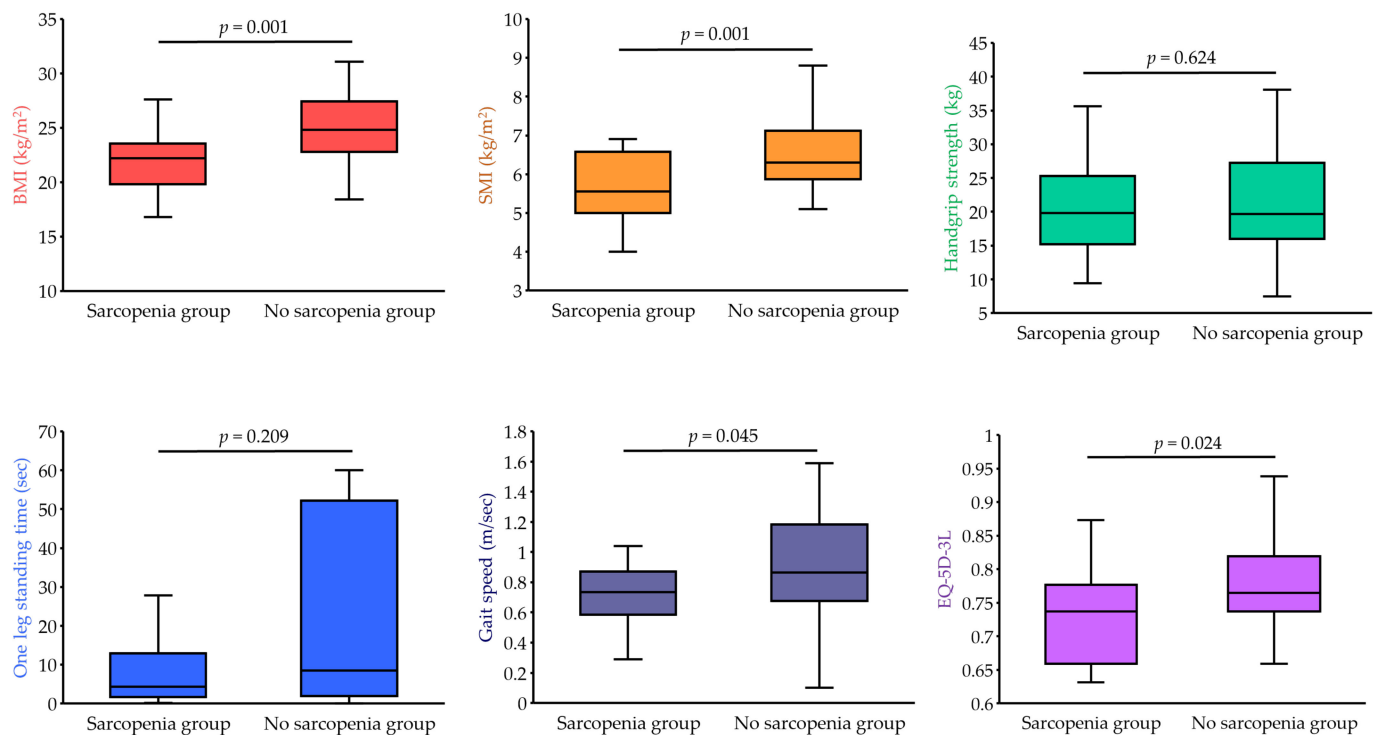 BMI (kg/m²)
35
30
25
20
15
10
p = 0.001
Sarcopenia group
No sarcopenia group
SMI (kg/m²)
10
9
8
7
6
5
4
3
p = 0.001
Sarcopenia group
No sarcopenia group
Handgrip strength (kg)
45
40
35
30
25
20
15
10
5
p = 0.624
Sarcopenia group
No sarcopenia group
One leg standing time (sec)
70
60
50
40
30
20
10
0
p = 0.209
Sarcopenia group
No sarcopenia group
Gait speed (m/sec)
1.8
1.6
1.4
1.2
1
0.8
0.6
0.4
0.2
0
p = 0.045
Sarcopenia group
No sarcopenia group
EQ-5D-3L
1
0.95
0.9
0.85
0.8
0.75
0.7
0.65
0.6
p = 0.024
Sarcopenia group
No sarcopenia group